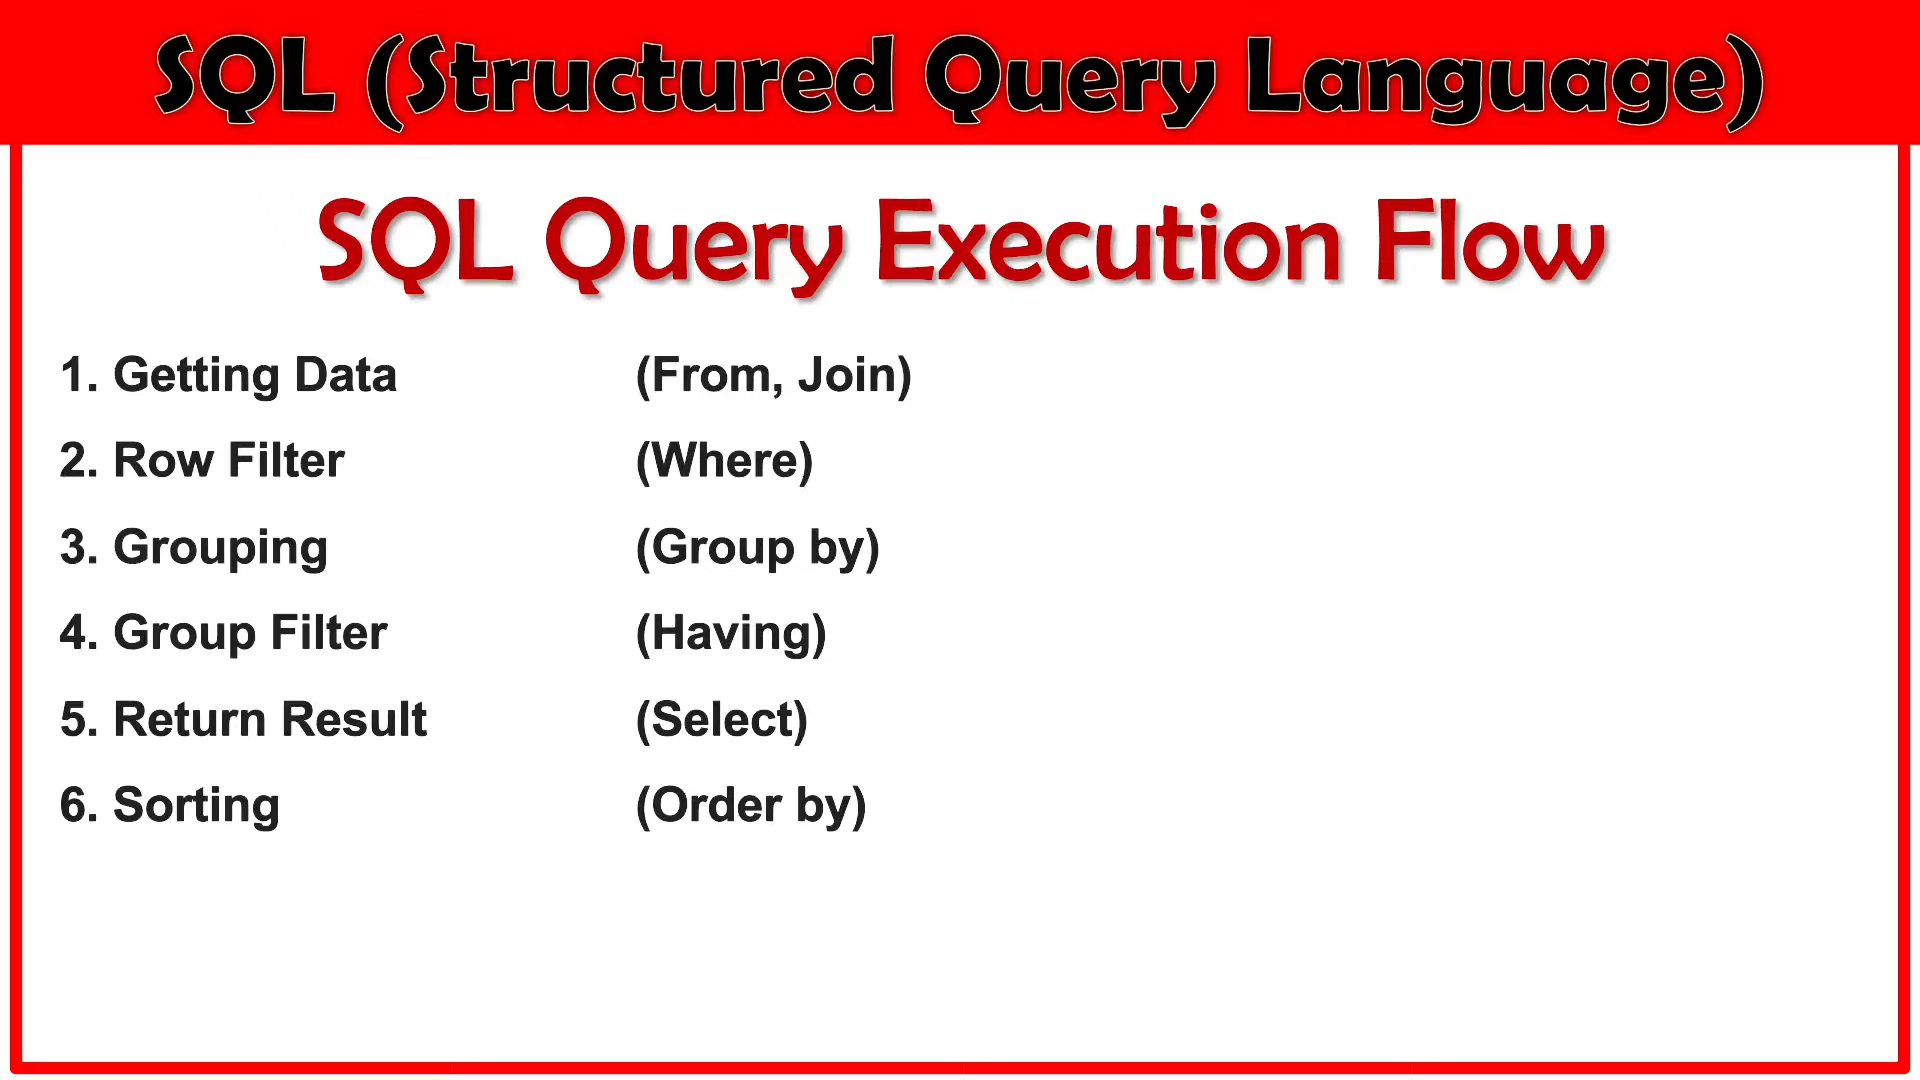 SQL (Structured Query Language)
SQL Query Execution Flow
1. Getting Data (From, Join)
2. Row Filter (Where)
3. Grouping (Group by)
4. Group Filter (Having)
5. Return Result (Select)
6. Sorting (Order by)